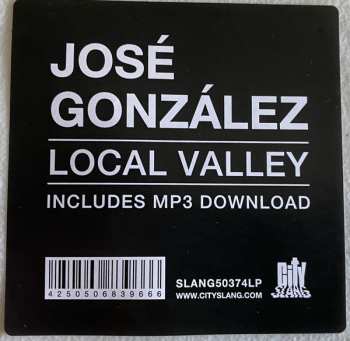 JOSÉ
GONZÁLEZ
LOCAL VALLEY
INCLUDES MP3 DOWNLOAD
4250506839666
SLANG50374LP
WWW.CITYSLANG.COM
City
SLANG